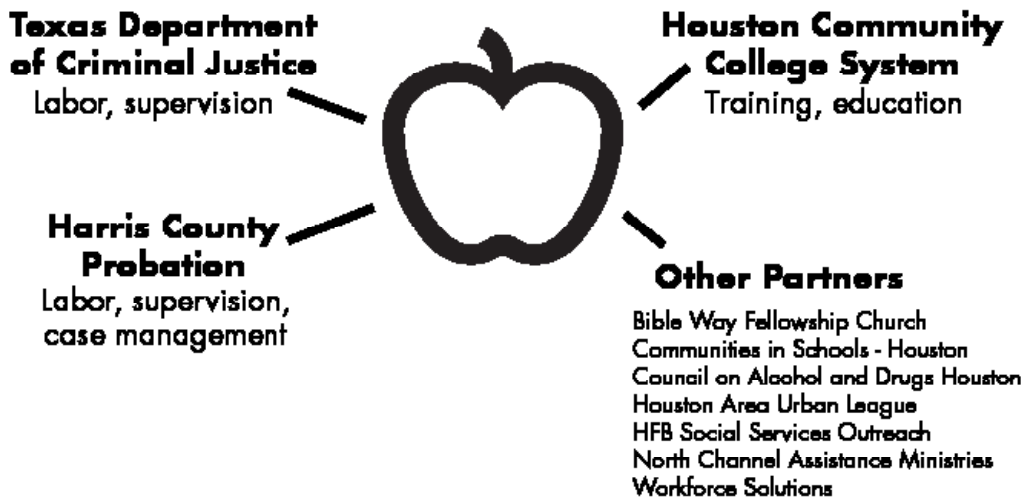 Texas Department
of Criminal Justice
Labor, supervision
Houston Community
College System
Training, education
Harris County
Probation
Labor, supervision,
case management
Other Partners
Bible Way Fellowship Church
Communities in Schools - Houston
Council on Alcohol and Drugs Houston
Houston Area Urban League
HFB Social Services Outreach
North Channel Assistance Ministries
Workforce Solutions